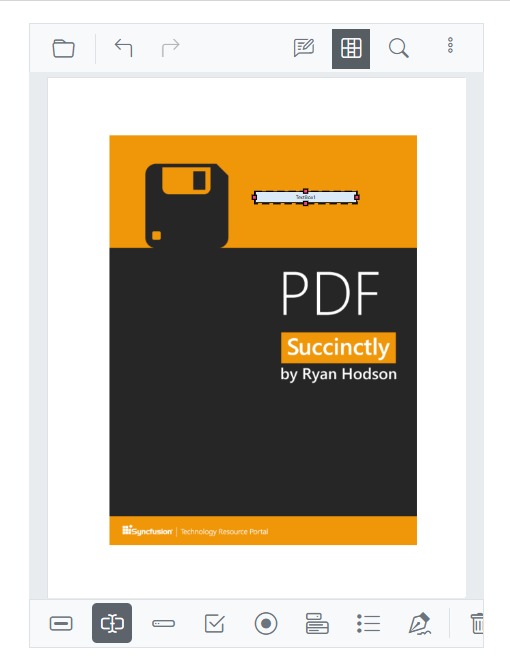 TextBox1
PDF
Succinctly
by Ryan Hodson
Syncfusion | Technology Resource Portal